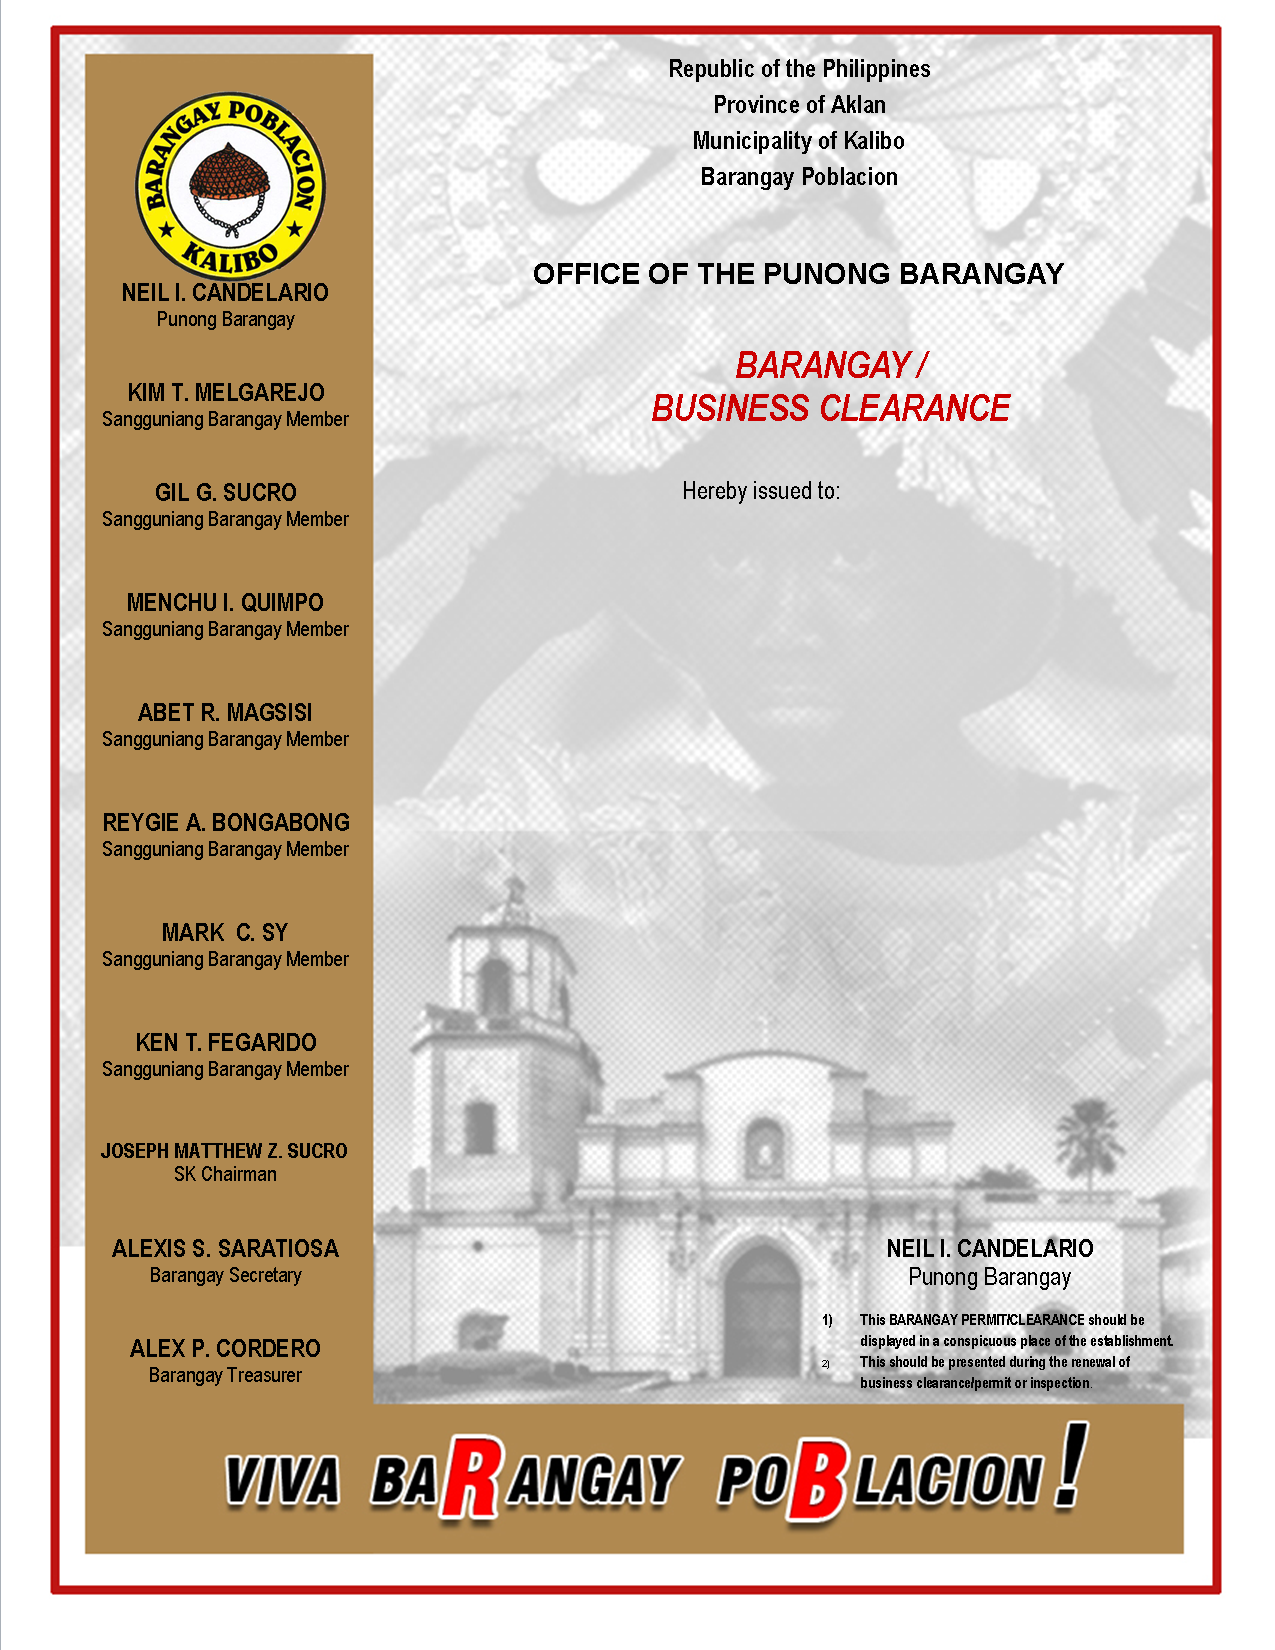 BARANGAY POBLACION
KALIBO
NEIL I. CANDELARIO
Punong Barangay
KIM T. MELGAREJO
Sangguniang Barangay Member
GIL G. SUCRO
Sangguniang Barangay Member
MENCHU I. QUIMPO
Sangguniang Barangay Member
ABET R. MAGSISI
Sangguniang Barangay Member
REYGIE A. BONGABONG
Sangguniang Barangay Member
MARK C. SY
Sangguniang Barangay Member
KEN T. FEGARIDO
Sangguniang Barangay Member
JOSEPH MATTHEW Z. SUCRO
SK Chairman
ALEXIS S. SARATIOSA
Barangay Secretary
ALEX P. CORDERO
Barangay Treasurer
Republic of the Philippines
Province of Aklan
Municipality of Kalibo
Barangay Poblacion
OFFICE OF THE PUNONG BARANGAY
BARANGAY /
BUSINESS CLEARANCE
Hereby issued to:
NEIL I. CANDELARIO
Punong Barangay
1) This BARANGAY PERMIT/CLEARANCE should be
displayed in a conspicuous place of the establishment.
2) This should be presented during the renewal of
business clearance/permit or inspection.
VIVA BARANGAY POBLACION!